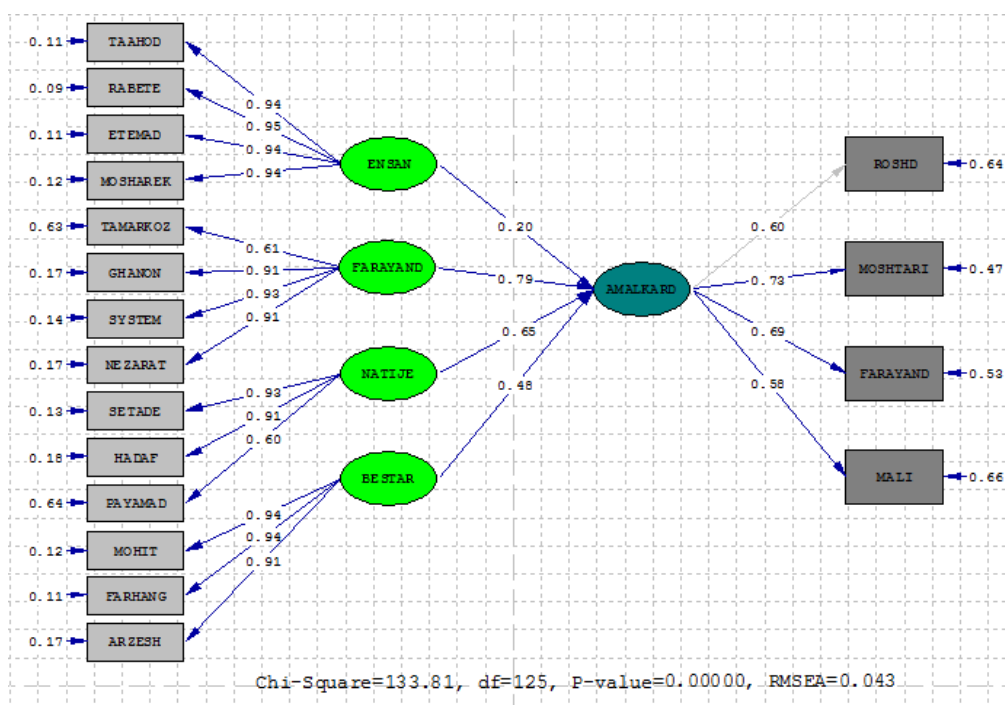 0.11 TAAHOD
0.09 RABETE
0.11 ETEMAD
0.12 MOSHAREK
0.63 TAMARKOZ
0.17 GHANON
0.14 SYSTEM
0.17 NEZARAT
0.13 SETADE
0.18 HADAF
0.64 PAYAMAD
0.12 MOHIT
0.11 FARHANG
0.17 ARZESH
0.94
0.95
0.94
0.94
0.61
0.91
0.93
0.91
0.93
0.91
0.60
0.94
0.94
0.91
ENSAN
FARAYAND
NATIJE
BESTAR
0.20
0.79
0.65
0.48
AMALKARD
0.60
0.73
0.69
0.58
ROSHD 0.64
MOSHTARI 0.47
FARAYAND 0.53
MALI 0.66
Chi-Square=133.81, df=125, P-value=0.00000, RMSEA=0.043